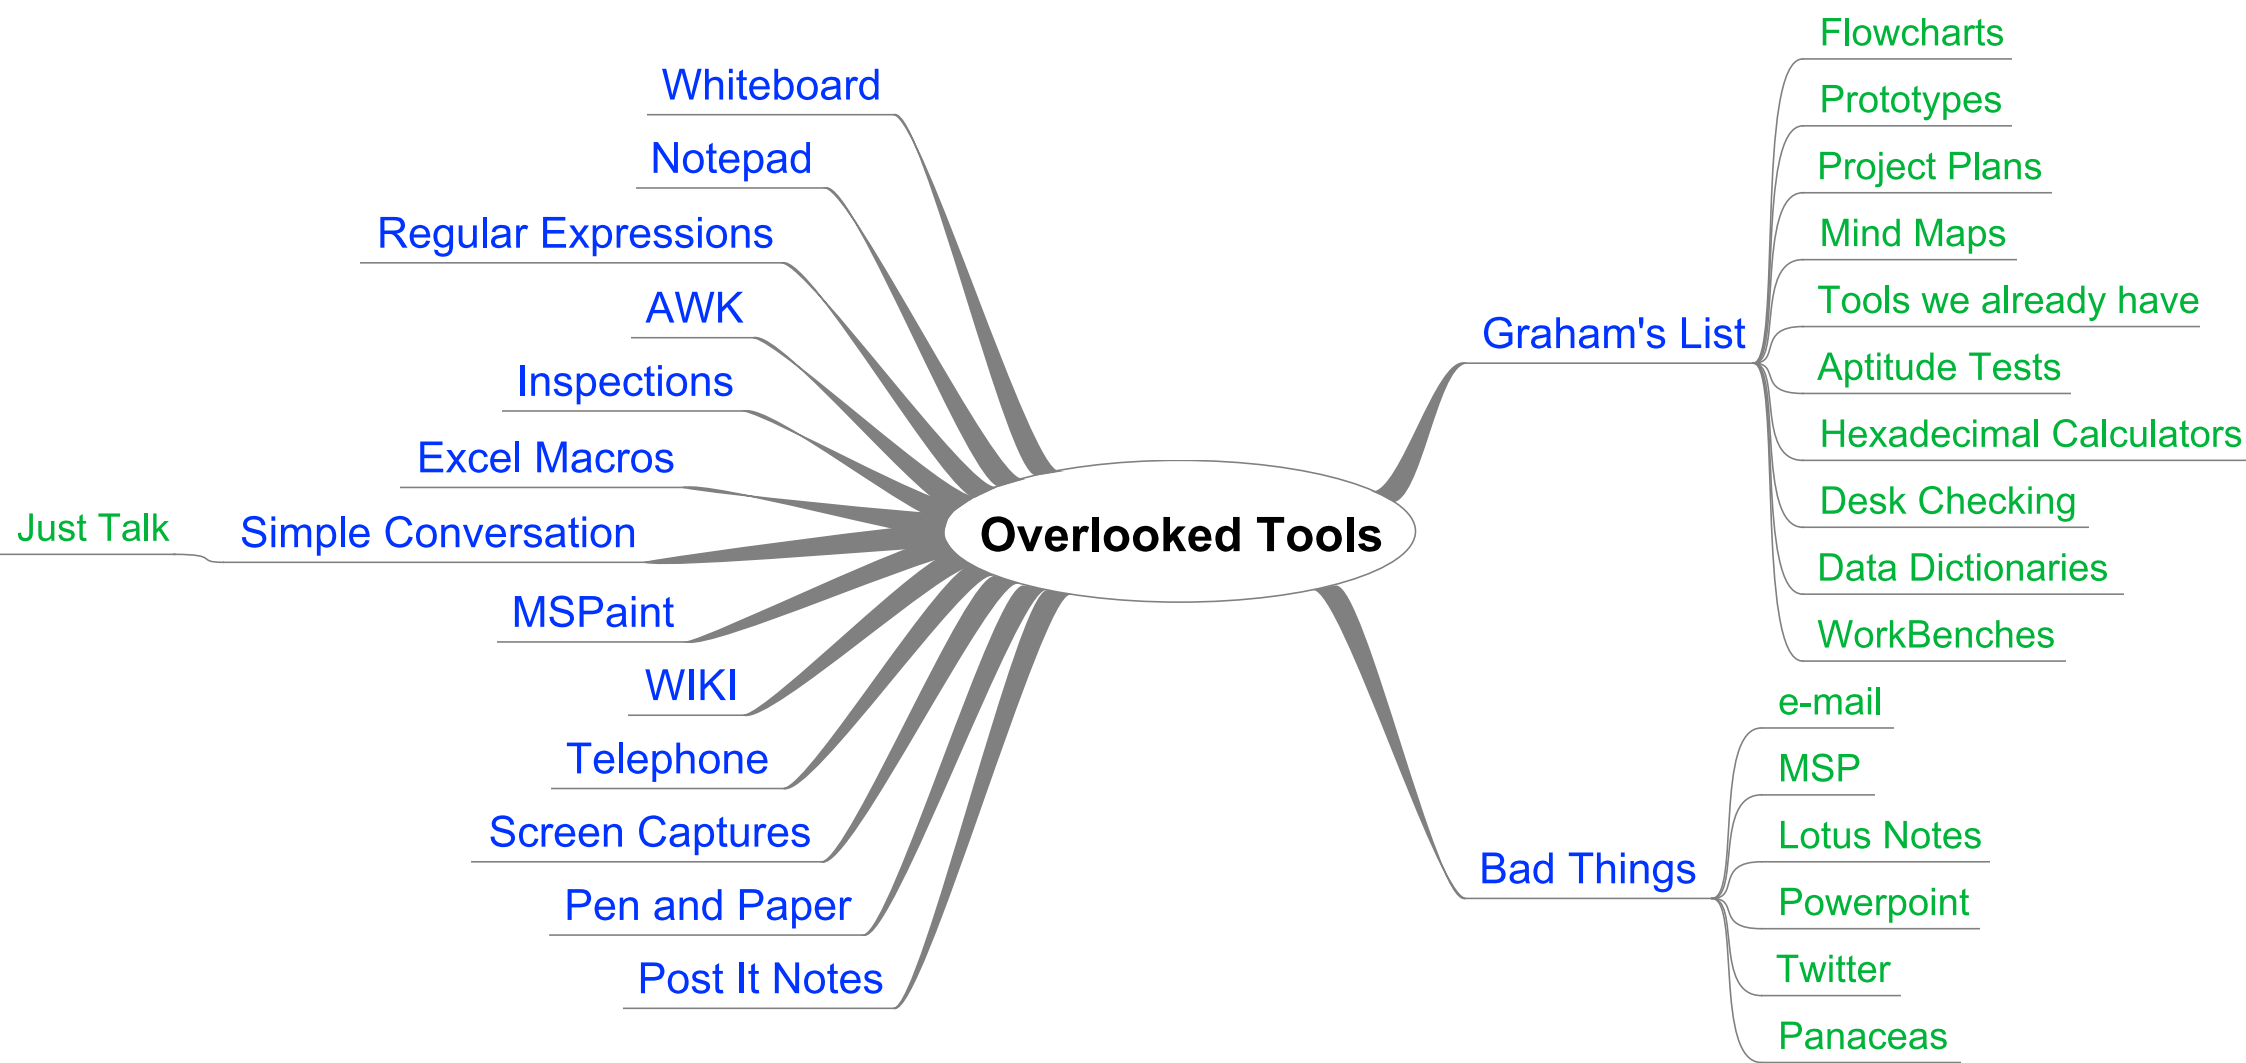 Whiteboard
Notepad
Regular Expressions
AWK
Inspections
Excel Macros
Just Talk
Simple Conversation
MSPaint
WIKI
Telephone
Screen Captures
Pen and Paper
Post It Notes
Overlooked Tools
Graham's List
Flowcharts
Prototypes
Project Plans
Mind Maps
Tools we already have
Aptitude Tests
Hexadecimal Calculators
Desk Checking
Data Dictionaries
WorkBenches
Bad Things
e-mail
MSP
Lotus Notes
Powerpoint
Twitter
Panaceas